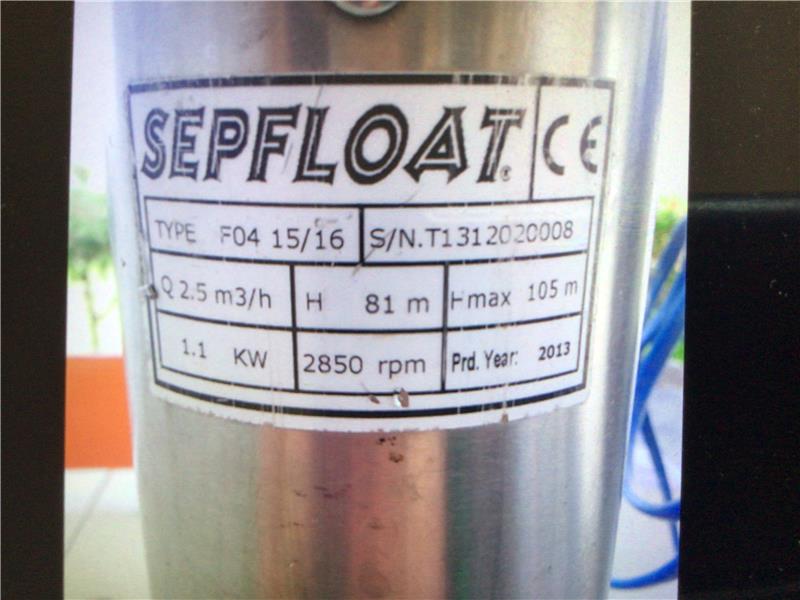 SEPFLOAT. CE
TYPE F04 15/16 S/N.T1312020008
Q 2.5 m3/h H 81 m Hmax 105 m
1.1 KW 2850 rpm Prd. Year: 2013